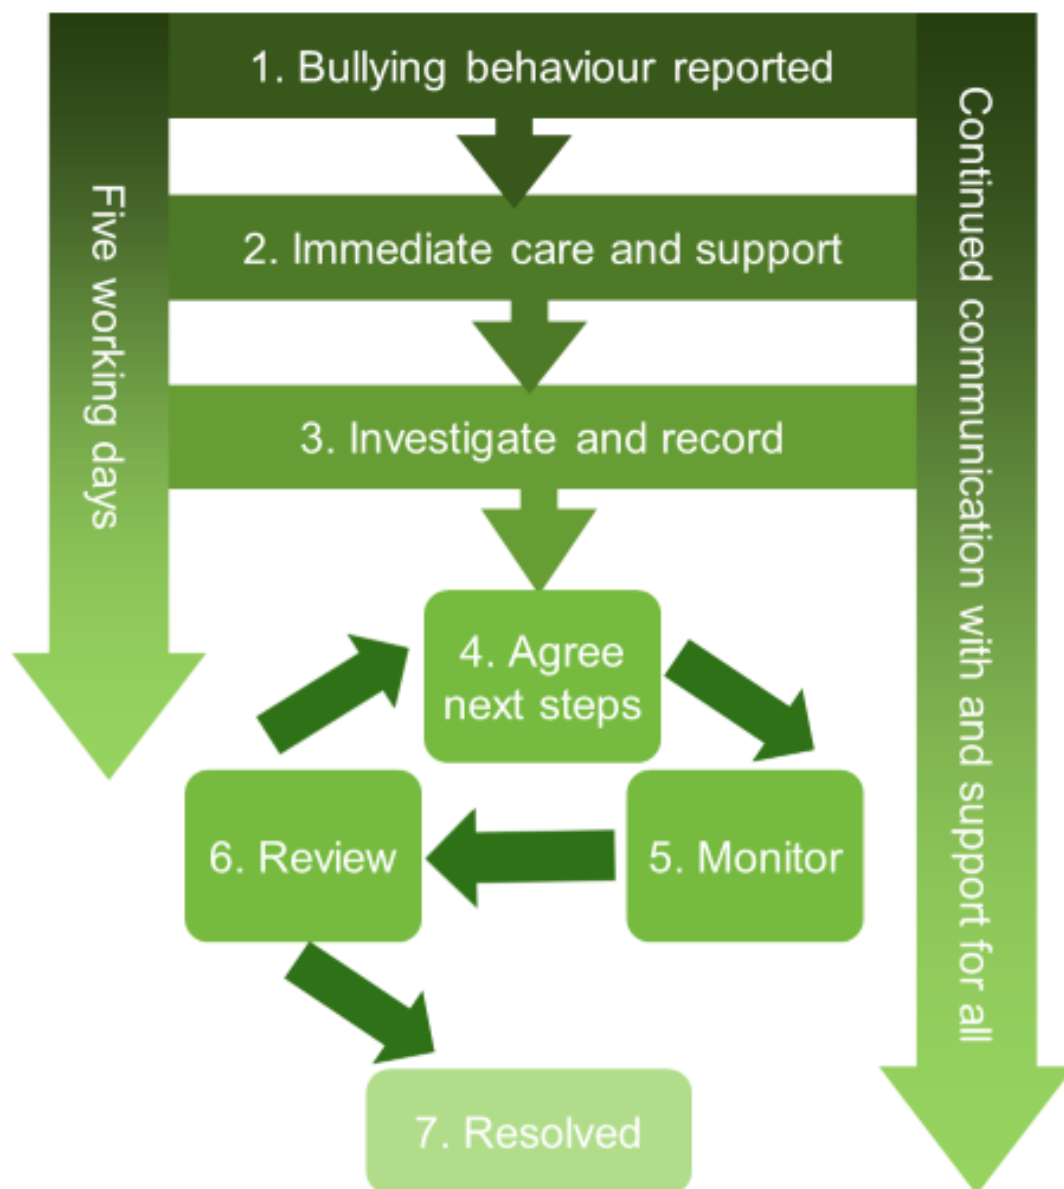 1. Bullying behaviour reported
Five working days
Continued communication with and support for all
2. Immediate care and support
3. Investigate and record
4. Agree
next steps
6. Review
5. Monitor
7. Resolved